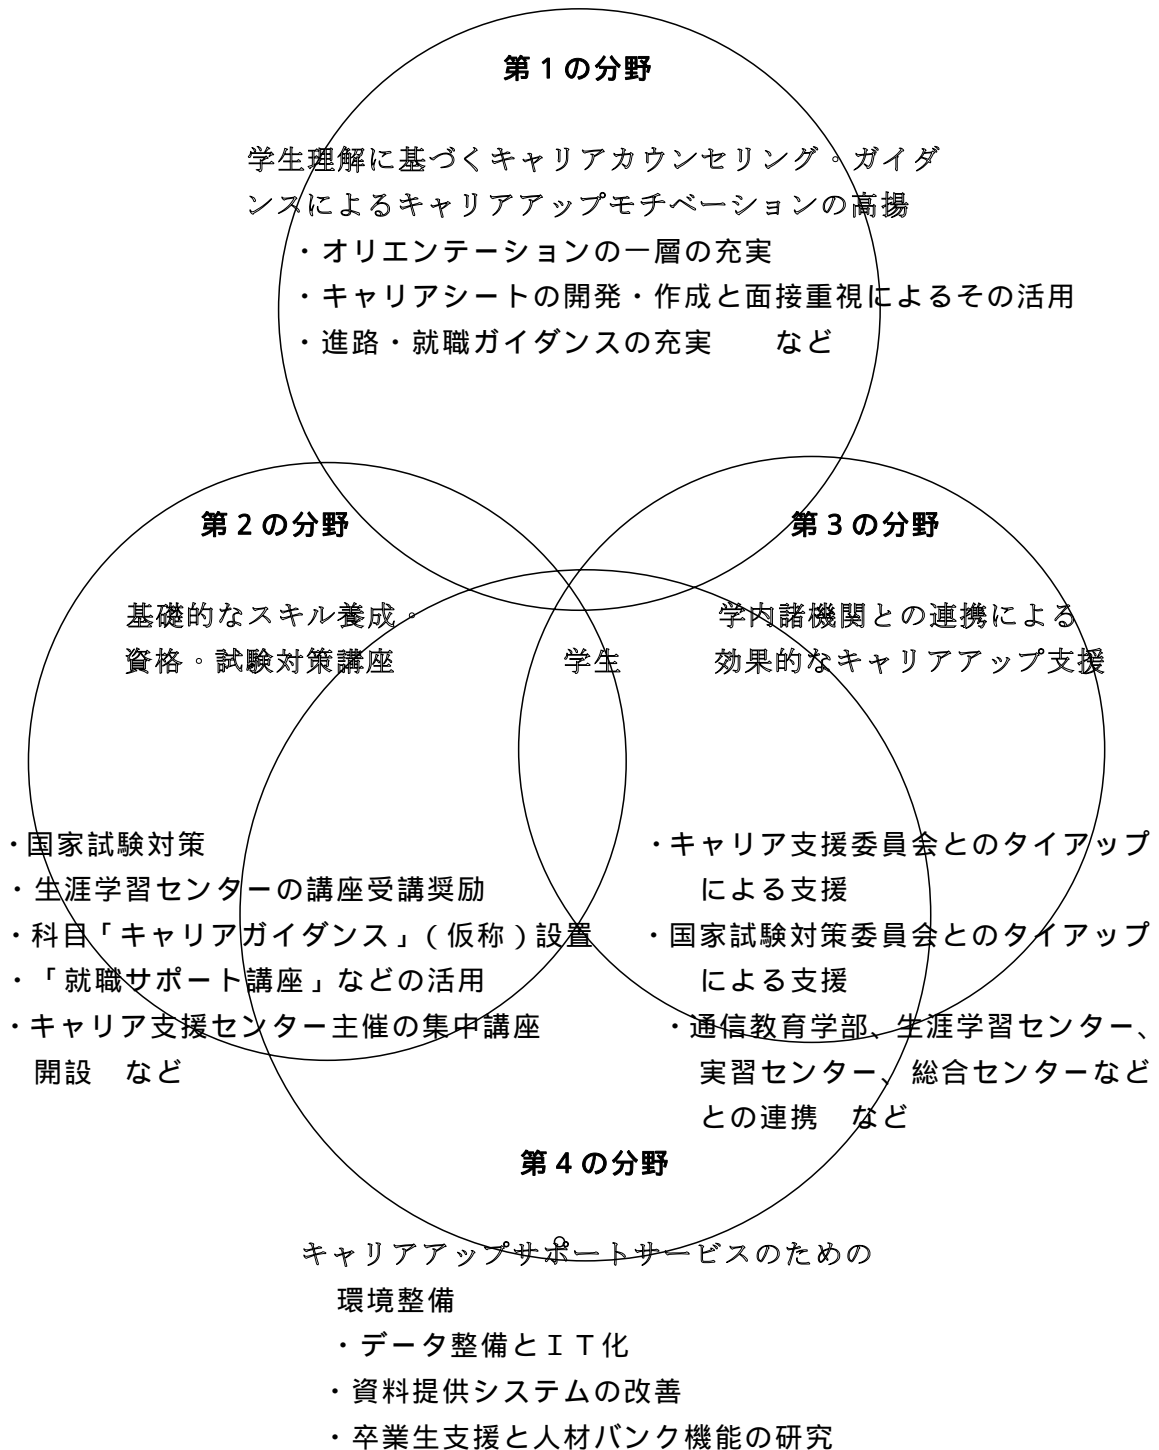 第１の分野
学生理解に基づくキャリアカウンセリング・ガイダ
ンスによるキャリアアップモチベーションの高揚
・オリエンテーションの一層の充実
・キャリアシートの開発・作成と面接重視によるその活用
・進路・就職ガイダンスの充実　　など
第２の分野
基礎的なスキル養成・
資格・試験対策講座
・国家試験対策
・生涯学習センターの講座受講奨励
・科目「キャリアガイダンス」（仮称）設置
・「就職サポート講座」などの活用
・キャリア支援センター主催の集中講座
開設　など
学生
第３の分野
学内諸機関との連携による
効果的なキャリアアップ支援
・キャリア支援委員会とのタイアップ
による支援
・国家試験対策委員会とのタイアップ
による支援
・通信教育学部、生涯学習センター、
実習センター、総合センターなど
との連携　など
第４の分野
キャリアアップサポートサービスのための
環境整備
・データ整備とＩＴ化
・資料提供システムの改善
・卒業生支援と人材バンク機能の研究